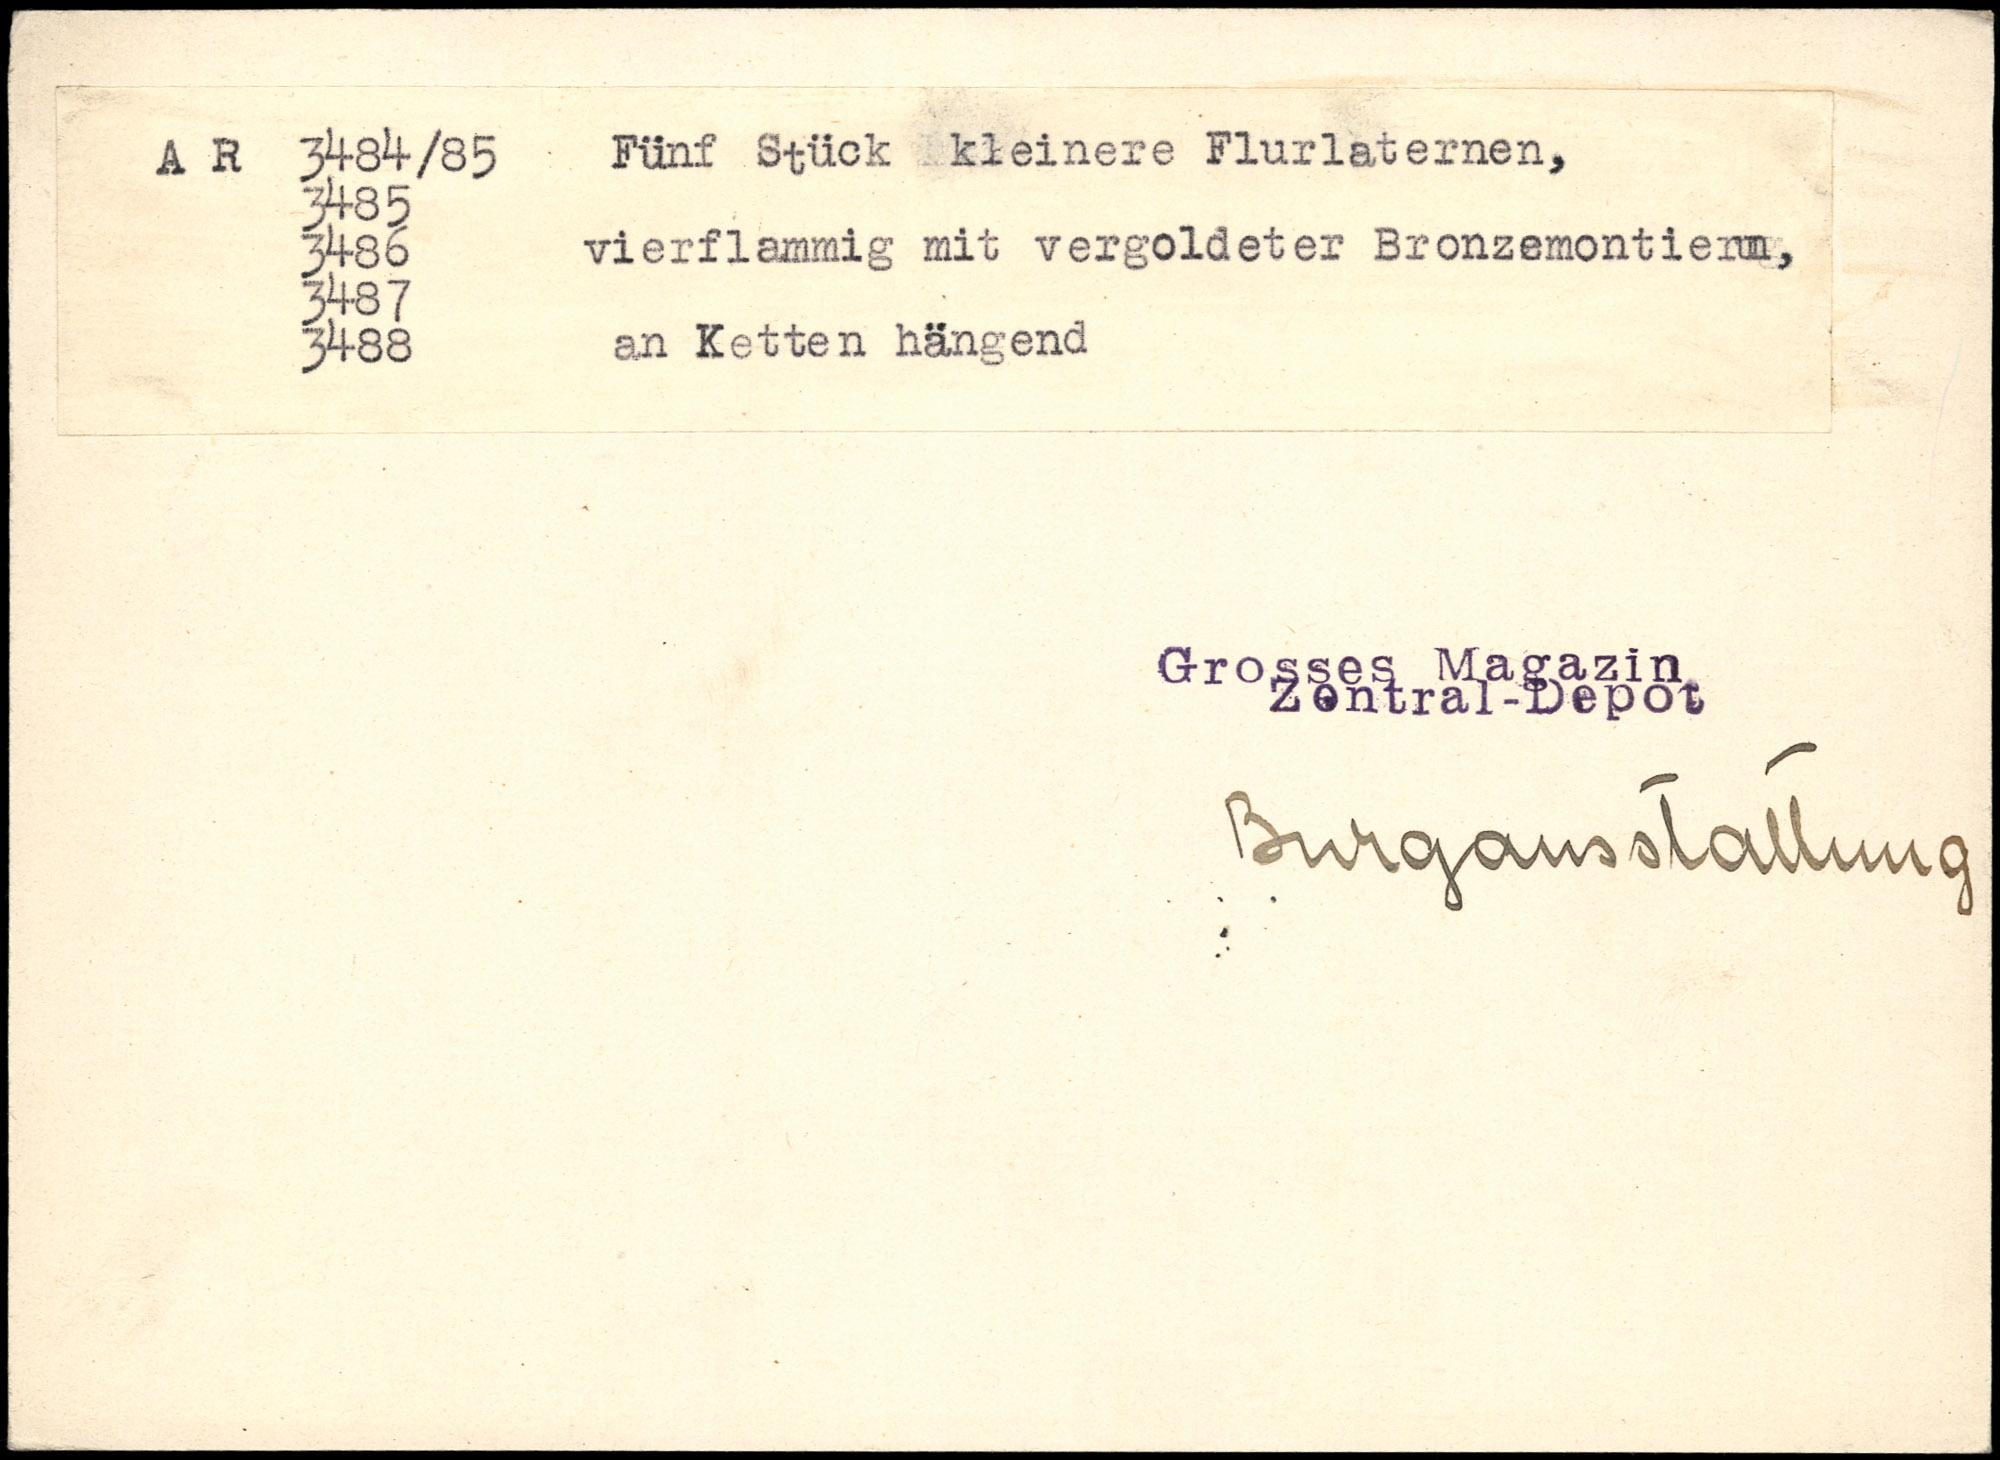 A R 3484/85 Fünf Stück kleinere Flurlaternen,
3485
3486 vierflammig mit vergoldeter Bronzemontierung,
3487
3488 an Ketten hängend
Grosses Magazin
Zentral-Depot
Burgausstattung